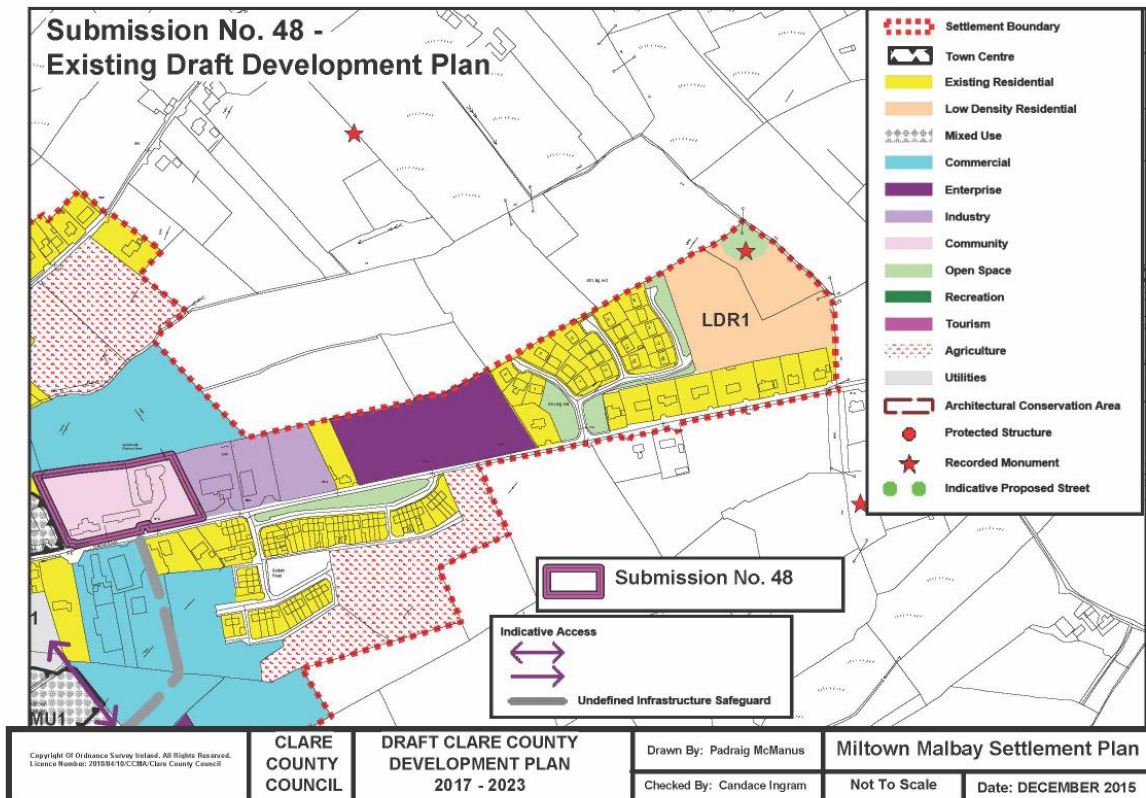 Submission No. 48 -
Existing Draft Development Plan
Settlement Boundary
Town Centre
Existing Residential
Low Density Residential
Mixed Use
Commercial
Enterprise
Industry
Community
Open Space
Recreation
Tourism
Agriculture
Utilities
Architectural Conservation Area
Protected Structure
Recorded Monument
Indicative Proposed Street
LDR1
1
MU1
Submission No. 48
Indicative Access
Undefined Infrastructure Safeguard
Copyright Of Ordnance Survey Ireland. All Rights Reserved.
Licence Number: 2010/04/10/CCMA/Clare County Council
CLARE
COUNTY
COUNCIL
DRAFT CLARE COUNTY
DEVELOPMENT PLAN
2017 - 2023
Drawn By: Padraig McManus
Checked By: Candace Ingram
Miltown Malbay Settlement Plan
Not To Scale
Date: DECEMBER 2015